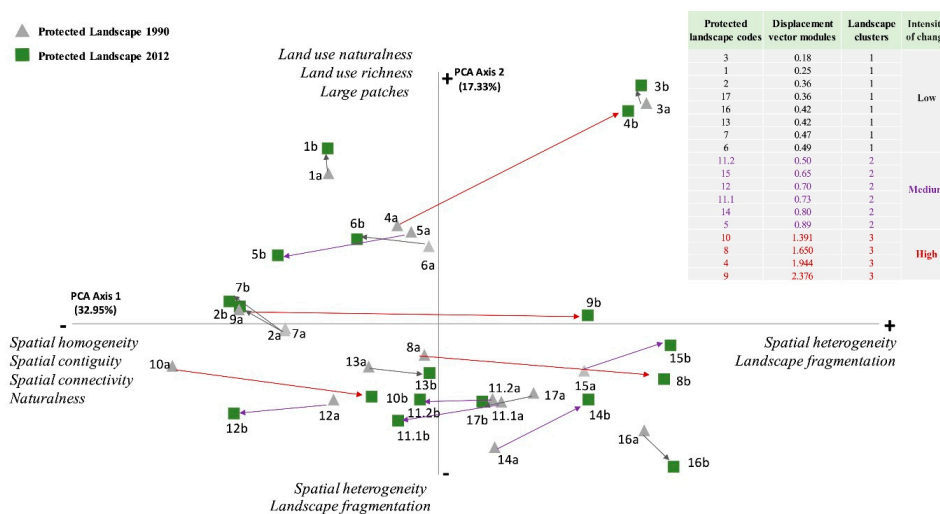 Protected Landscape 1990
Protected Landscape 2012
Land use naturalness
Land use richness
Large patches
+ PCA Axis 2
(17.33%)
Protected landscape codes Displacement vector modules Landscape clusters Intensit of change
3 0.18 1
1 0.25 1
2 0.36 1
17 0.36 1
16 0.42 1
13 0.42 1
7 0.47 1
6 0.49 1
Low
11.2 0.50 2
15 0.65 2
12 0.70 2
11.1 0.73 2
14 0.80 2
5 0.89 2
Medium
10 1.391 3
8 1.650 3
4 1.944 3
9 2.376 3
High
3b
3a
4b
1b
1a
4a
6b
5a
5b
6a
7b
2b
9a
2a
7a
9b
PCA Axis 1
(32.95%)
-
+
Spatial homogeneity
Spatial contiguity
Spatial connectivity
Naturalness
Spatial heterogeneity
Landscape fragmentation
10a
13a
8a
13b
15b
15a
8b
12a
12b
10b
11.2a
11.2b
11.1a
11.1b
17a
17b
14b
14a
16a
16b
-
Spatial heterogeneity
Landscape fragmentation